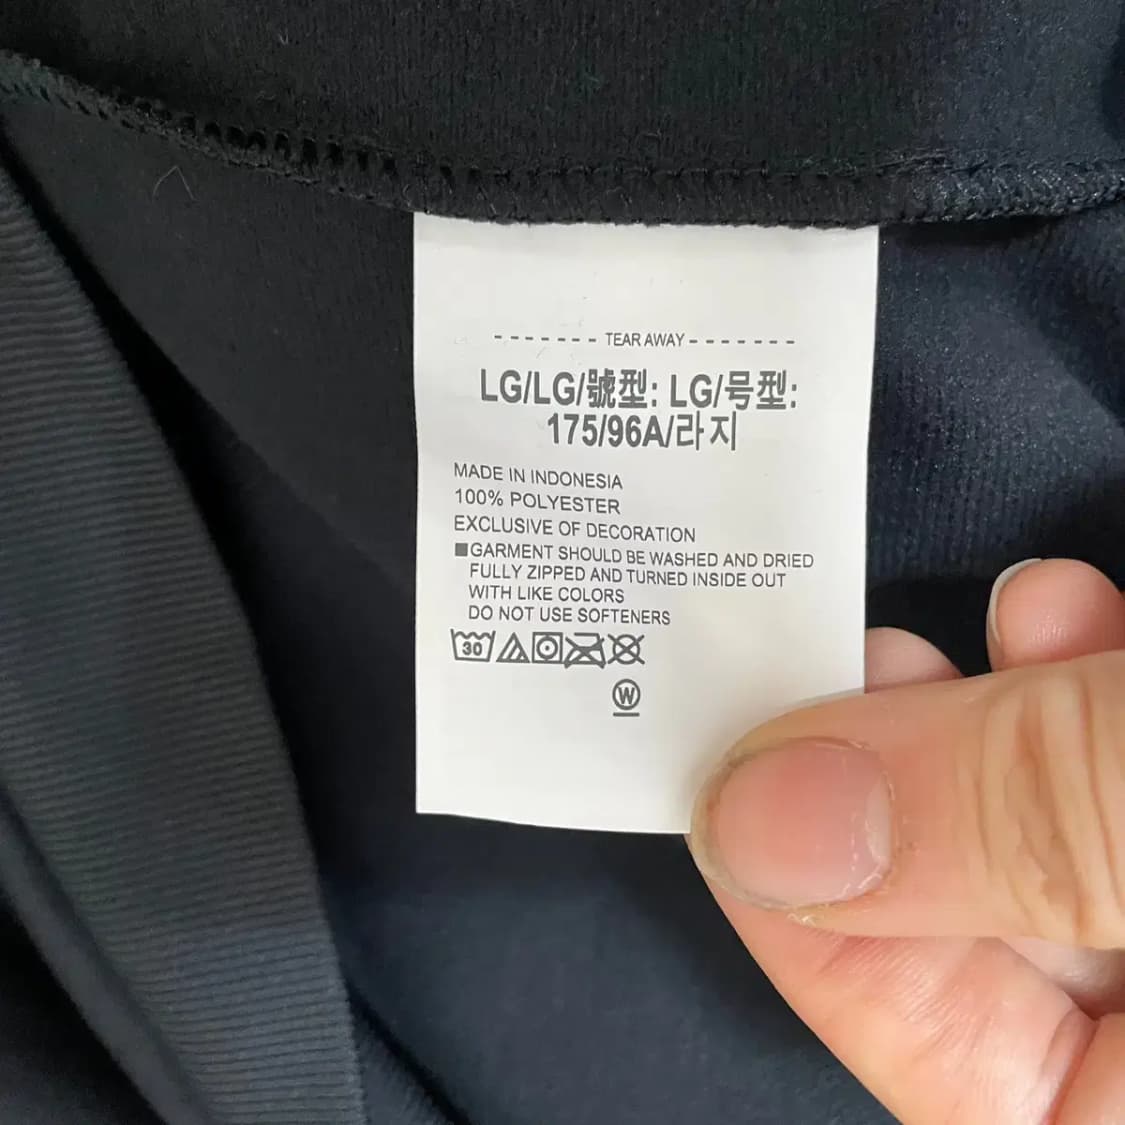 - - - - - - - TEAR AWAY - - - - - - -
LG/LG/號型: LG/号型:
175/96A/라지
MADE IN INDONESIA
100% POLYESTER
EXCLUSIVE OF DECORATION
■GARMENT SHOULD BE WASHED AND DRIED
FULLY ZIPPED AND TURNED INSIDE OUT
WITH LIKE COLORS
DO NOT USE SOFTENERS
30
W